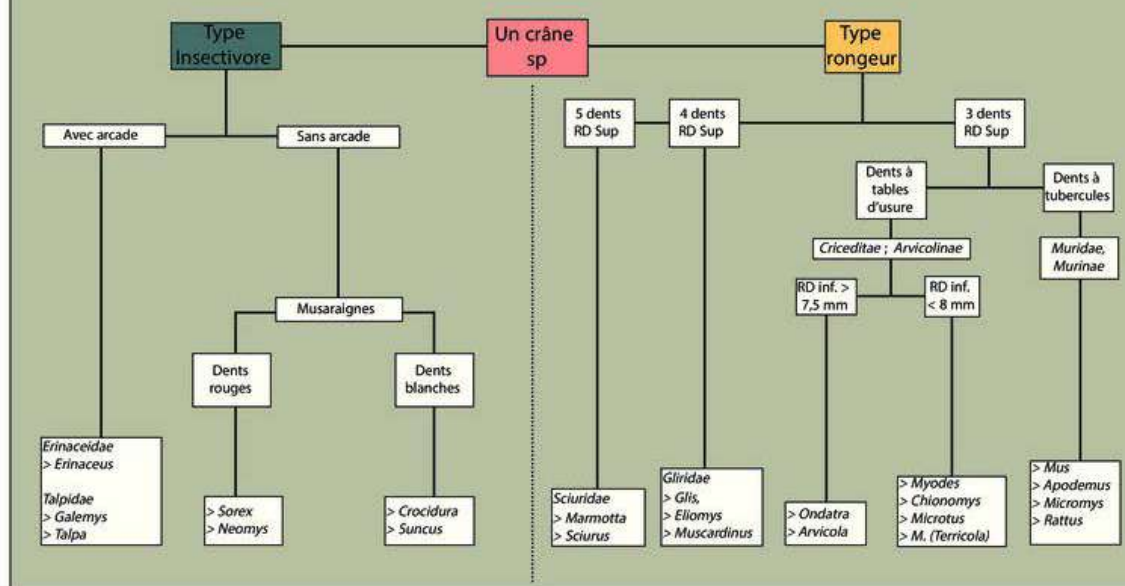 Type
Insectivore
Un crâne
sp
Type
rongeur
Avec arcade
Sans arcade
5 dents
RD Sup
4 dents
RD Sup
3 dents
RD Sup
Dents à
tables
d'usure
Dents à
tubercules
Criceditae ; Arvicolinae
Muridae,
Murinae
Musaraignes
RD inf. >
7,5 mm
RD inf.
< 8 mm
Dents
rouges
Dents
blanches
Erinaceidae
> Erinaceus
Talpidae
> Galemys
> Talpa
> Sorex
> Neomys
> Crocidura
> Suncus
Sciuridae
> Marmotta
> Sciurus
Gliridae
> Glis,
> Eliomys
> Muscardinus
> Ondatra
> Arvicola
> Myodes
> Chionomys
> Microtus
> M. (Terricola)
> Mus
> Apodemus
> Micromys
> Rattus